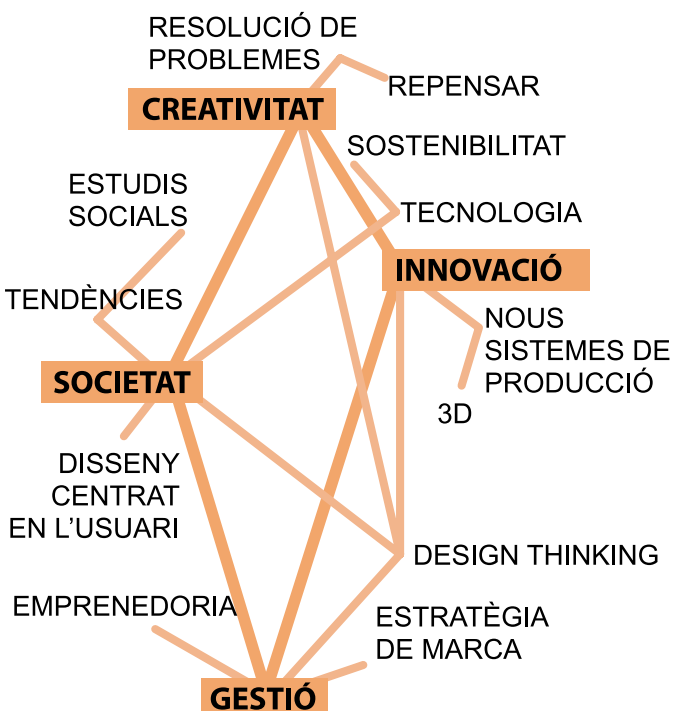 RESOLUCIÓ DE
PROBLEMES
REPENSAR
CREATIVITAT
SOSTENIBILITAT
ESTUDIS
SOCIALS
TECNOLOGIA
INNOVACIÓ
TENDÈNCIES
NOUS
SISTEMES DE
PRODUCCIÓ
SOCIETAT
3D
DISSENY
CENTRAT
EN L'USUARI
DESIGN THINKING
EMPRENEDORIA
ESTRATÈGIA
DE MARCA
GESTIÓ